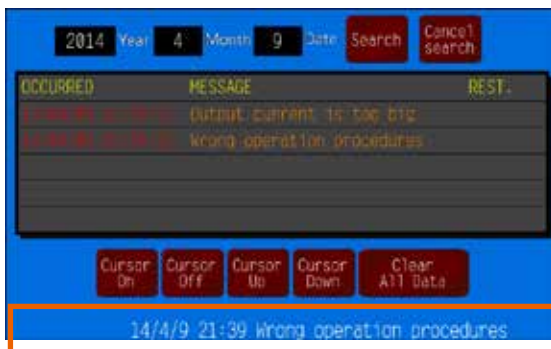 2014 Year 4 Month 9 Date Search Cancel search
OCCURRED MESSAGE REST.
Output current is too big
Wrong operation procedures
Cursor On Cursor Off Cursor Up Cursor Down Clear All Data
14/4/9 21:39 Wrong operation procedures